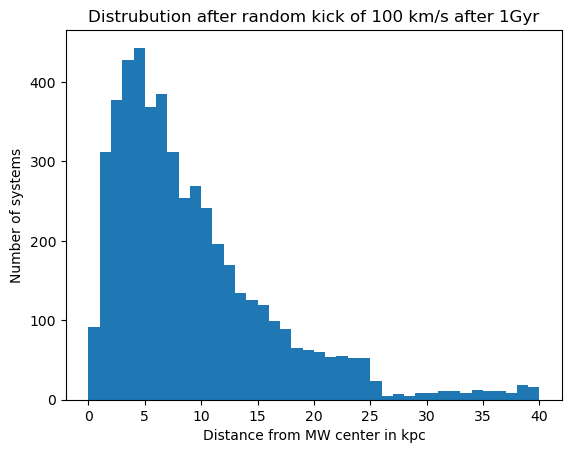 Distrubution after random kick of 100 km/s after 1Gyr
Number of systems
400
300
200
100
0
0 5 10 15 20 25 30 35 40
Distance from MW center in kpc